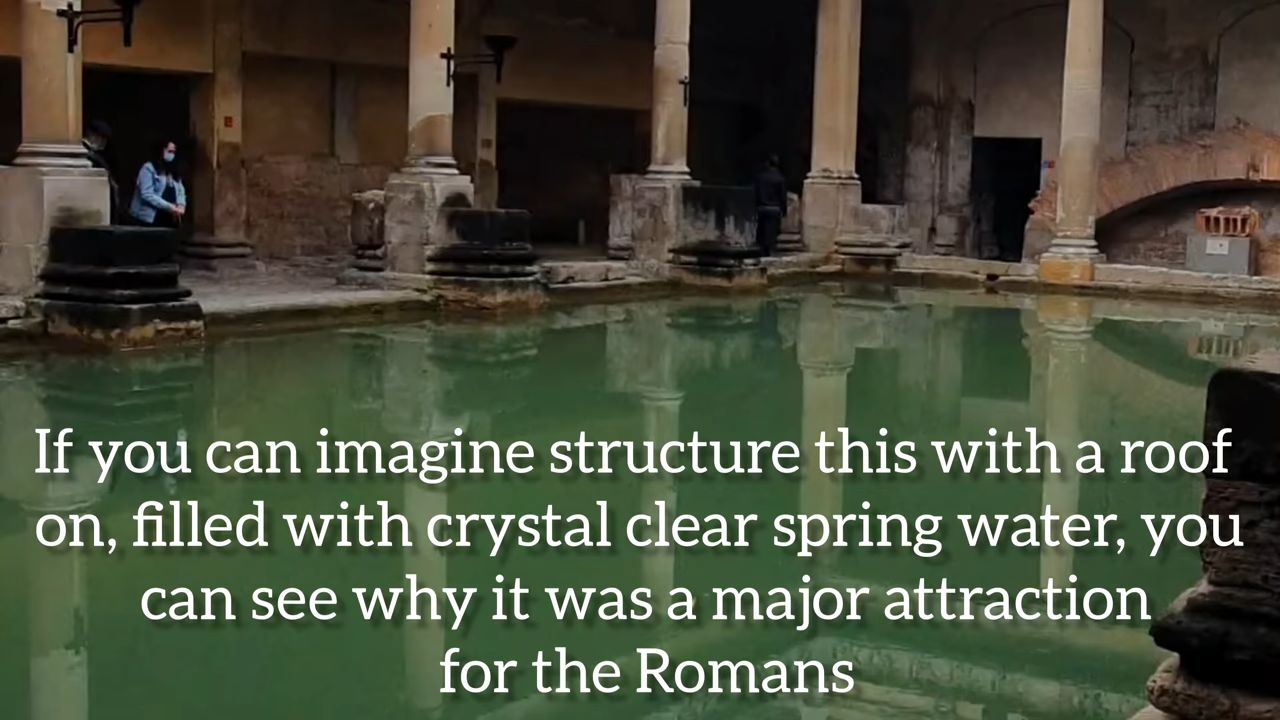 If you can imagine structure this with a roof
on, filled with crystal clear spring water, you
can see why it was a major attraction
for the Romans